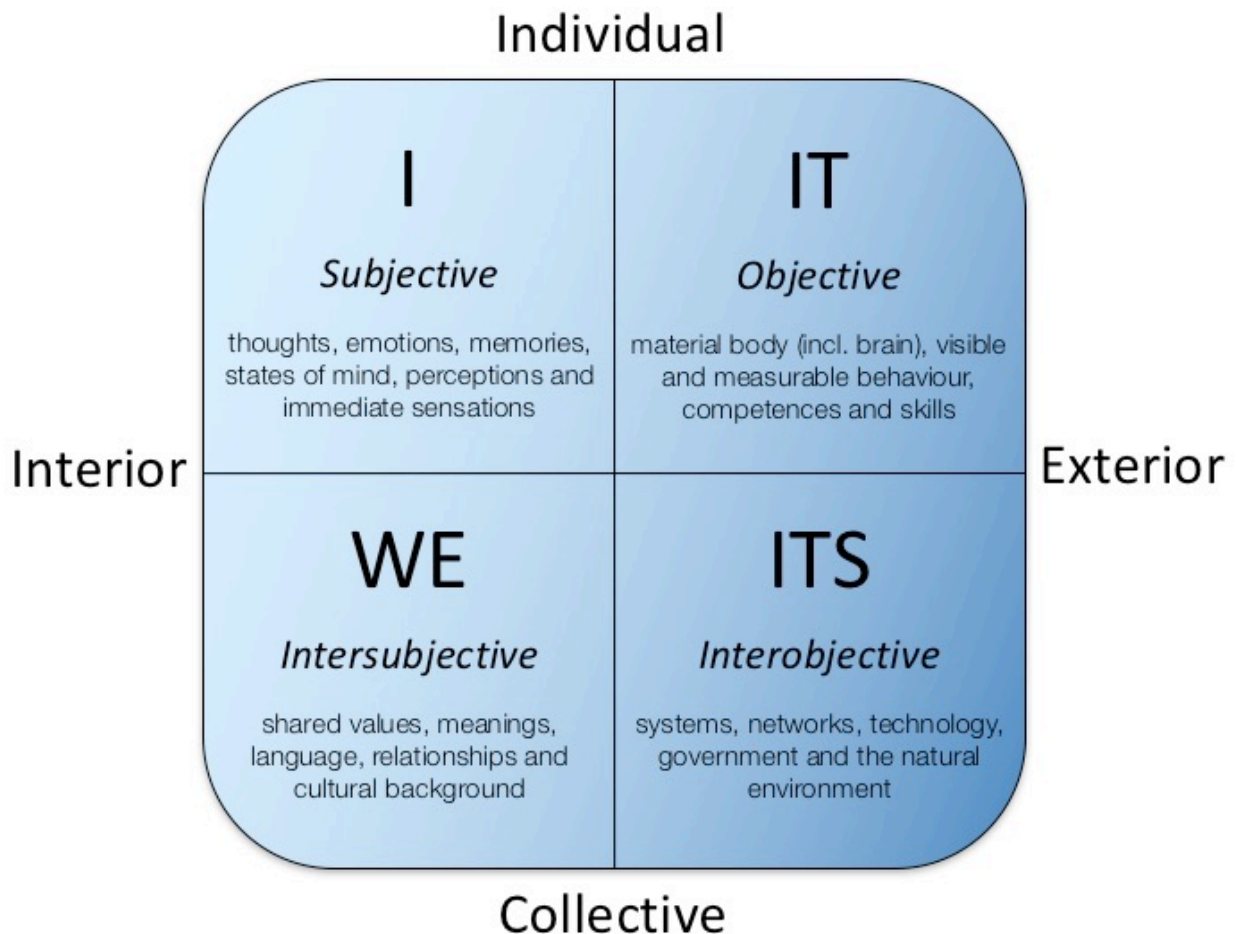 Individual
I
Subjective
thoughts, emotions, memories,
states of mind, perceptions and
immediate sensations
IT
Objective
material body (incl. brain), visible
and measurable behaviour,
competences and skills
Interior
Exterior
WE
Intersubjective
shared values, meanings,
language, relationships and
cultural background
ITS
Interobjective
systems, networks, technology,
government and the natural
environment
Collective